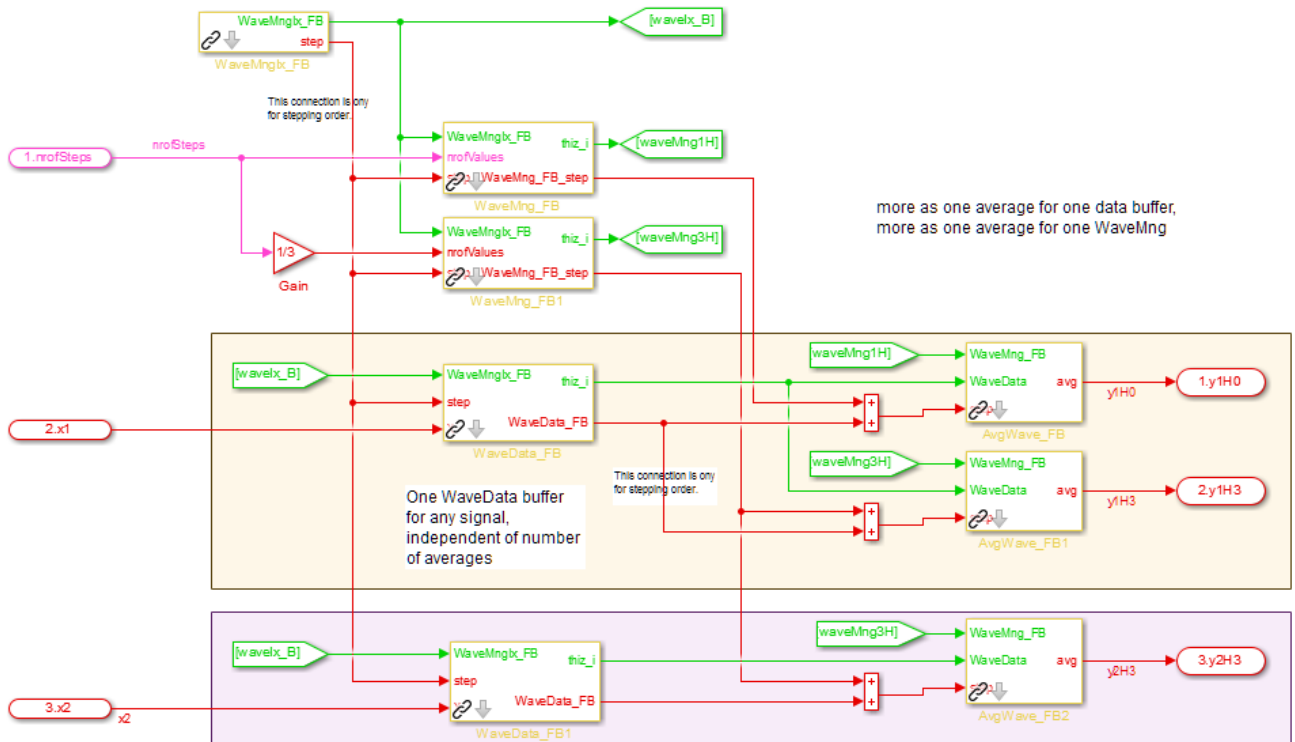 WaveMngIx_FB
step
WaveMngIx_FB
[waveIx_B]
This connection is ony
for stepping order.
1.nrofSteps
nrofSteps
WaveMngIx_FB
thiz_i
nrofValues
WaveMng_FB_step
WaveMng_FB
[waveMng1H]
WaveMngIx_FB
thiz_i
nrofValues
WaveMng_FB_step
WaveMng_FB1
[waveMng3H]
1/3
Gain
more as one average for one data buffer,
more as one average for one WaveMng
[waveIx_B]
WaveMngIx_FB
thiz_i
step
WaveData_FB
WaveData_FB
2.x1
waveMng1H]
WaveMng_FB
WaveData
avg
AvgWave_FB
y1H0
1.y1H0
+
+
waveMng3H]
WaveMng_FB
WaveData
avg
AvgWave_FB1
y1H3
2.y1H3
+
+
This connection is ony
for stepping order.
One WaveData buffer
for any signal,
independent of number
of averages
[waveIx_B]
WaveMngIx_FB
thiz_i
step
WaveData_FB
WaveData_FB1
3.x2
x2
waveMng3H]
WaveMng_FB
WaveData
avg
AvgWave_FB2
y2H3
3.y2H3
+
+